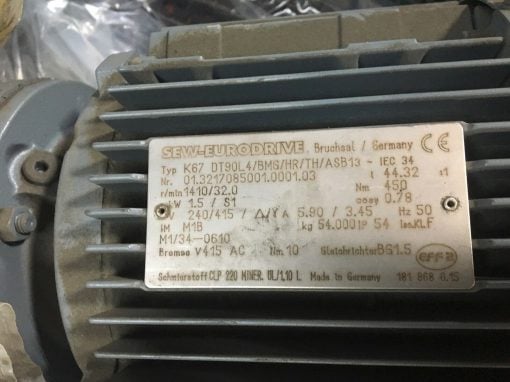 SEW-EURODRIVE Bruchsal / Germany CE
Typ K67 DT90L4/BMG/HR/TH/ASB13 - IEC 34
Nr. 01.3217085001.0001.03 i 44.32 :1
r/min 1410/32.0 Nm 450
kW 1.5 / S1 cosφ 0.78
V 240/415 Δ/Y A 5.90 / 3.45 Hz 50
IM M1B kg 54.000 IP 54 Iso.Kl.F
M1/34-0610
Bremse V 415 AC Nm 10 Gleichrichter BG1.5 EFF2
Schmierstoff CLP 220 MINER. ÖL/1.10 L Made in Germany 181 868 6.15